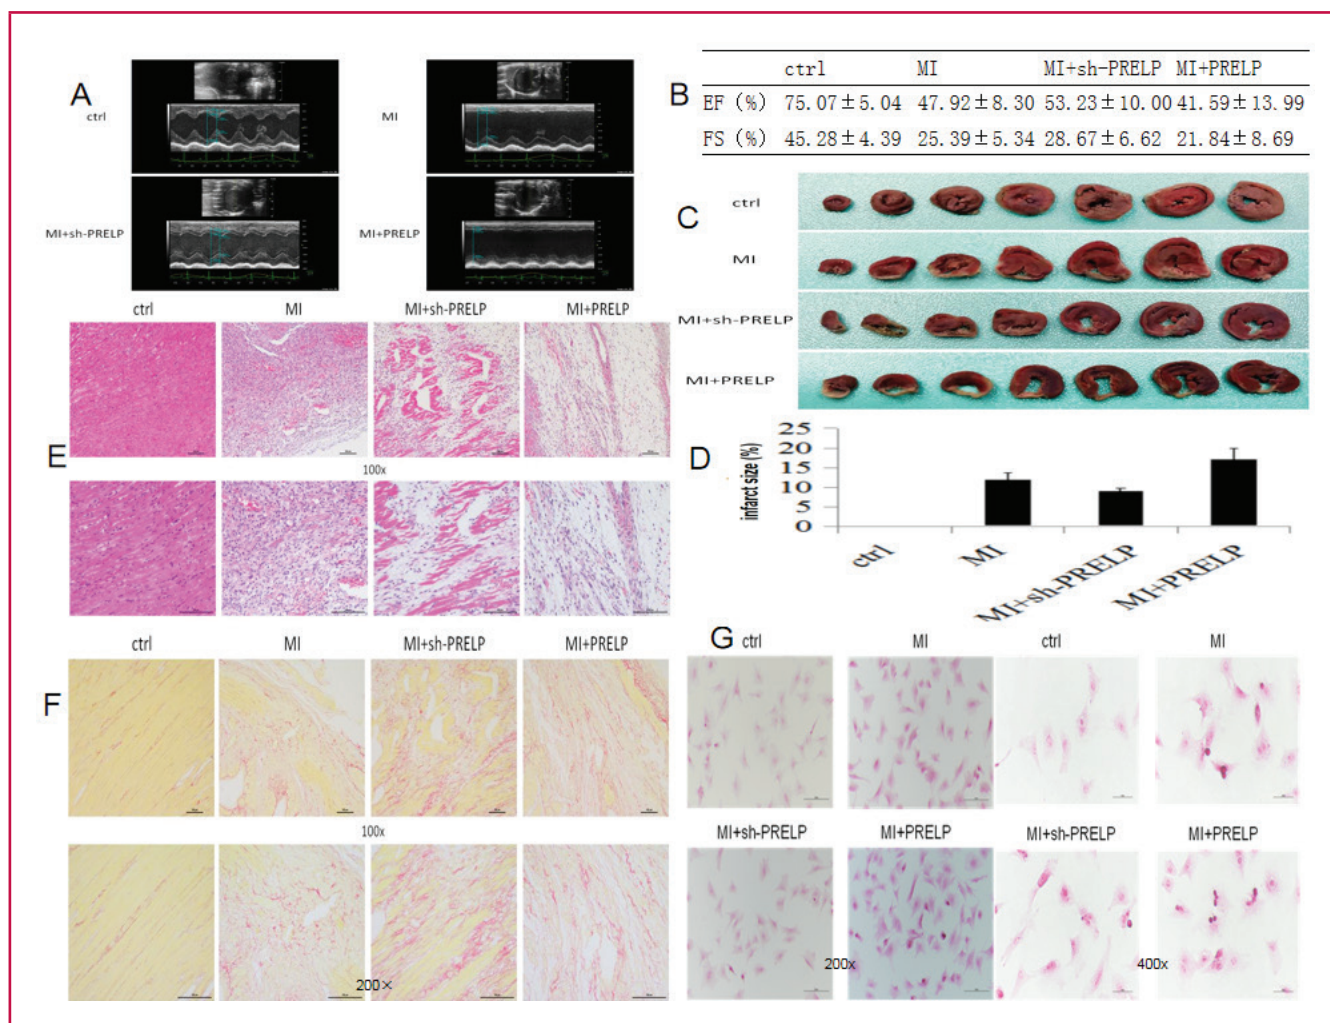 A
ctrl
MI
MI+sh-PRELP
MI+PRELP
B
ctrl MI MI+sh-PRELP MI+PRELP
EF (%) 75.07±5.04 47.92±8.30 53.23±10.00 41.59±13.99
FS (%) 45.28±4.39 25.39±5.34 28.67±6.62 21.84±8.69
C
ctrl
MI
MI+sh-PRELP
MI+PRELP
D
infarct size (%)
25
20
15
10
5
0
ctrl
MI
MI+sh-PRELP
MI+PRELP
E
ctrl MI MI+sh-PRELP MI+PRELP
100x
F
ctrl MI MI+sh-PRELP MI+PRELP
100x
200×
G
ctrl MI ctrl MI
MI+sh-PRELP MI+PRELP MI+sh-PRELP MI+PRELP
200x 400x